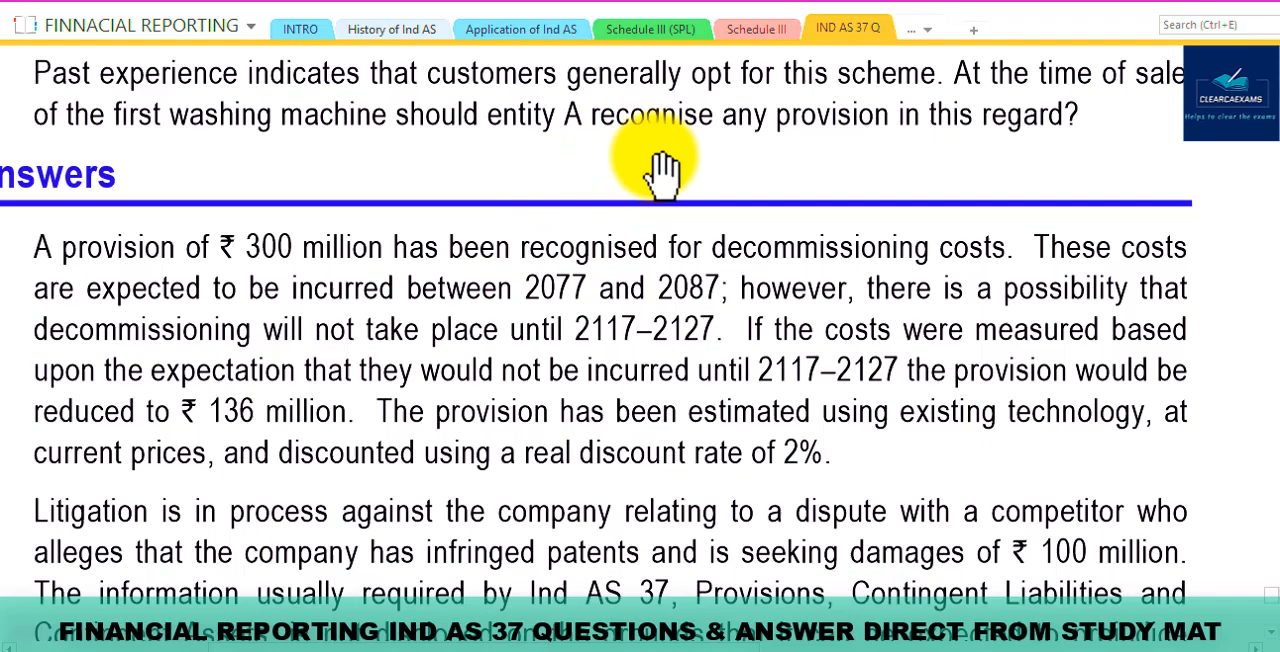 FINNACIAL REPORTING
INTRO
History of Ind AS
Application of Ind AS
Schedule III (SPL)
Schedule III
IND AS 37 Q
...
Search (Ctrl+E)
Past experience indicates that customers generally opt for this scheme. At the time of sale
of the first washing machine should entity A recognise any provision in this regard?
CLEARCAEXAMS
Helps to clear the exams
nswers
A provision of ₹ 300 million has been recognised for decommissioning costs. These costs
are expected to be incurred between 2077 and 2087; however, there is a possibility that
decommissioning will not take place until 2117–2127. If the costs were measured based
upon the expectation that they would not be incurred until 2117–2127 the provision would be
reduced to ₹ 136 million. The provision has been estimated using existing technology, at
current prices, and discounted using a real discount rate of 2%.
Litigation is in process against the company relating to a dispute with a competitor who
alleges that the company has infringed patents and is seeking damages of ₹ 100 million.
The information usually required by Ind AS 37, Provisions, Contingent Liabilities and
FINANCIAL REPORTING IND AS 37 QUESTIONS & ANSWER DIRECT FROM STUDY MAT